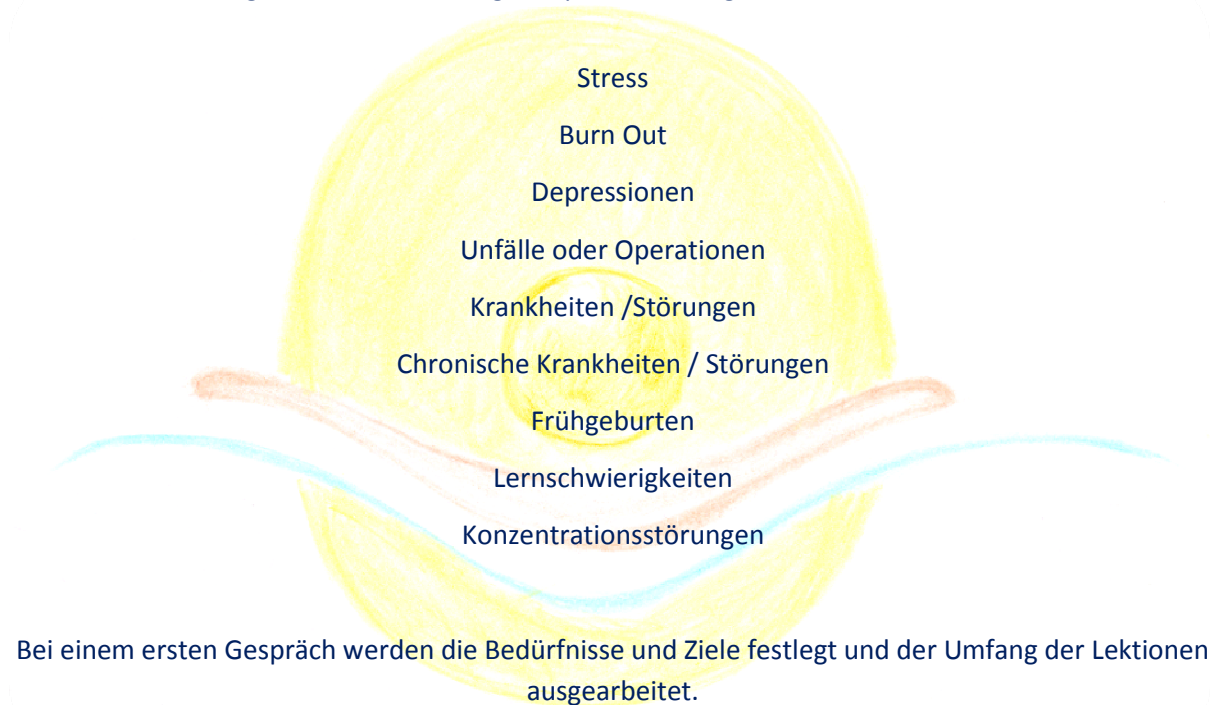 Stress
Burn Out
Depressionen
Unfälle oder Operationen
Krankheiten /Störungen
Chronische Krankheiten / Störungen
Frühgeburten
Lernschwierigkeiten
Konzentrationsstörungen
Bei einem ersten Gespräch werden die Bedürfnisse und Ziele festlegt und der Umfang der Lektionen
ausgearbeitet.